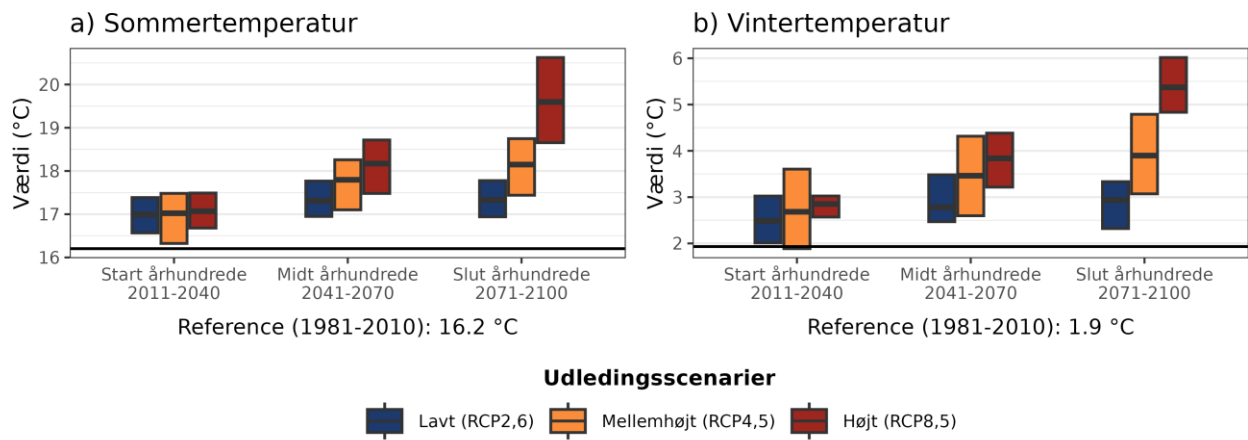 a) Sommertemperatur
Værdi (°C)
20
19
18
17
16
Start århundrede
2011-2040
Midt århundrede
2041-2070
Slut århundrede
2071-2100
Reference (1981-2010): 16.2 °C
b) Vintertemperatur
Værdi (°C)
6
5
4
3
2
Start århundrede
2011-2040
Midt århundrede
2041-2070
Slut århundrede
2071-2100
Reference (1981-2010): 1.9 °C
Udledingsscenarier
Lavt (RCP2,6) Mellemhøjt (RCP4,5) Højt (RCP8,5)